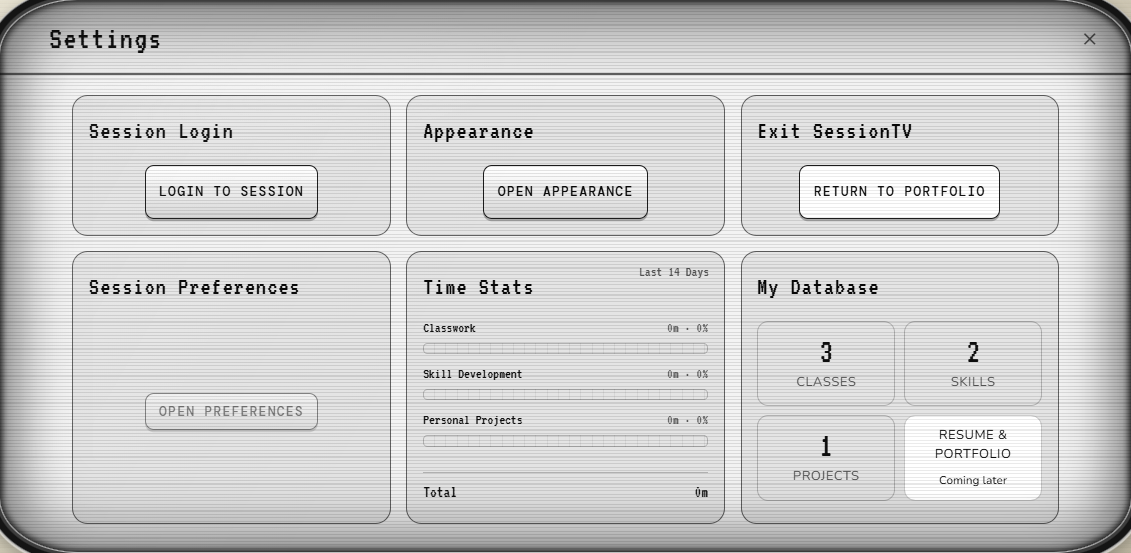 Settings
×
Session Login
LOGIN TO SESSION
Appearance
OPEN APPEARANCE
Exit SessionTV
RETURN TO PORTFOLIO
Session Preferences
OPEN PREFERENCES
Last 14 Days
Time Stats
Classwork 0m · 0%
Skill Development 0m · 0%
Personal Projects 0m · 0%
Total 0m
My Database
3
CLASSES
2
SKILLS
1
PROJECTS
RESUME &
PORTFOLIO
Coming later